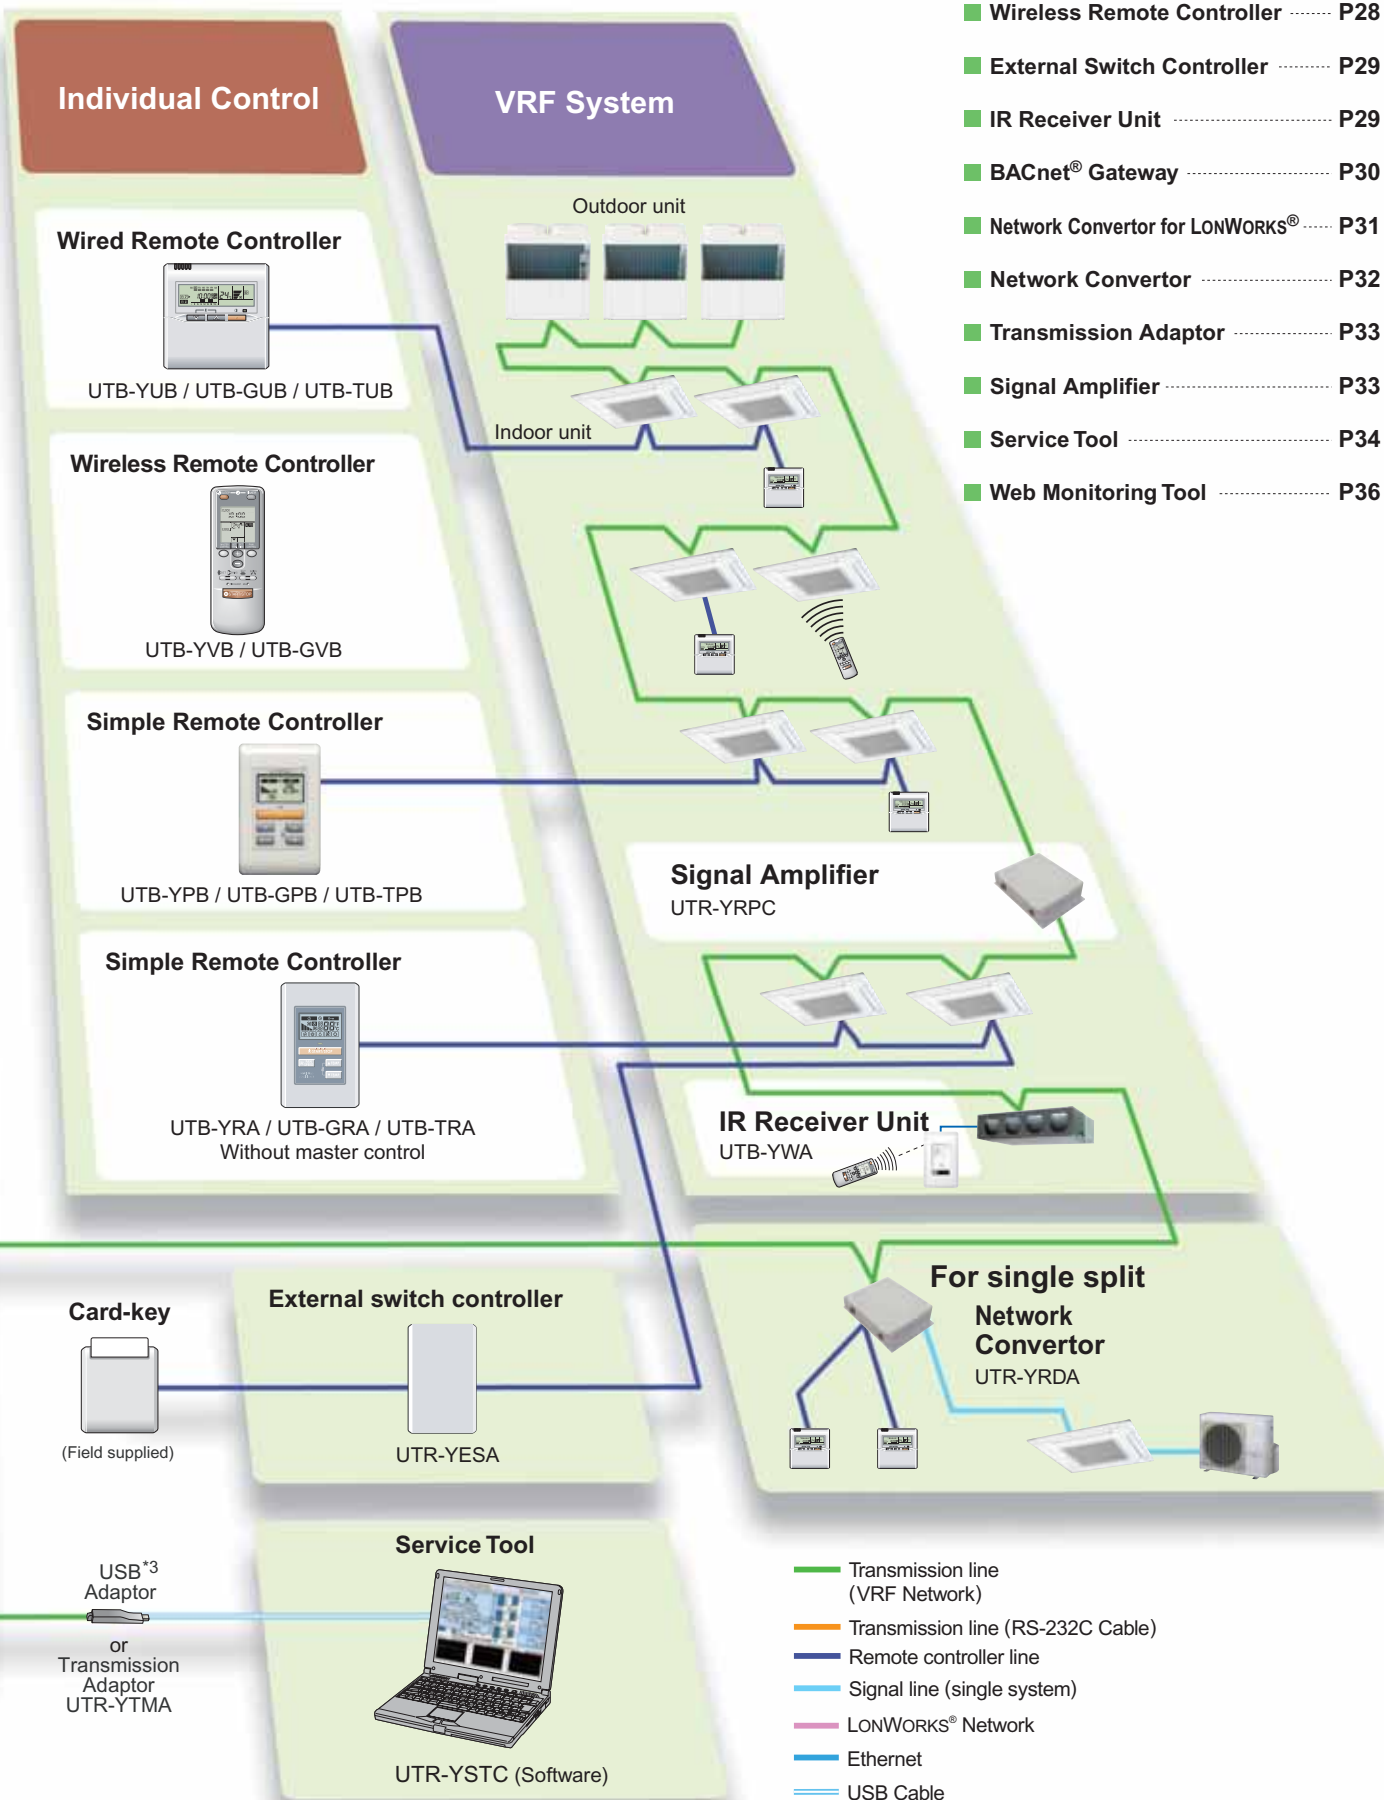 Individual Control
VRF System
Wireless Remote Controller P28
External Switch Controller P29
IR Receiver Unit P29
BACnet® Gateway P30
Network Convertor for LONWORKS® P31
Network Convertor P32
Transmission Adaptor P33
Signal Amplifier P33
Service Tool P34
Web Monitoring Tool P36
Wired Remote Controller
UTB-YUB / UTB-GUB / UTB-TUB
Wireless Remote Controller
UTB-YVB / UTB-GVB
Simple Remote Controller
UTB-YPB / UTB-GPB / UTB-TPB
Simple Remote Controller
UTB-YRA / UTB-GRA / UTB-TRA
Without master control
Outdoor unit
Indoor unit
Signal Amplifier
UTR-YRPC
IR Receiver Unit
UTB-YWA
For single split
Network
Convertor
UTR-YRDA
Card-key
(Field supplied)
External switch controller
UTR-YESA
USB*3
Adaptor
or
Transmission
Adaptor
UTR-YTMA
Service Tool
UTR-YSTC (Software)
Transmission line
(VRF Network)
Transmission line (RS-232C Cable)
Remote controller line
Signal line (single system)
LONWORKS® Network
Ethernet
USB Cable